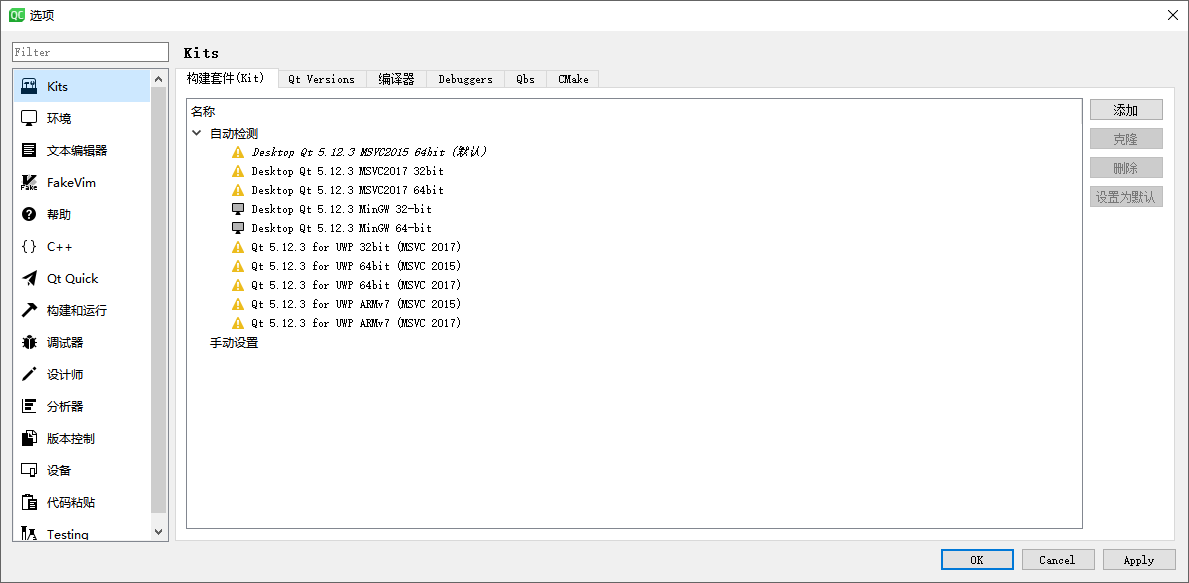 QC 选项
Filter
Kits
环境
文本编辑器
FakeVim
帮助
C++
Qt Quick
构建和运行
调试器
设计师
分析器
版本控制
设备
代码粘贴
Testing
Kits
构建套件(Kit) Qt Versions 编译器 Debuggers Qbs CMake
名称
自动检测
Desktop Qt 5.12.3 MSVC2015 64bit (默认)
Desktop Qt 5.12.3 MSVC2017 32bit
Desktop Qt 5.12.3 MSVC2017 64bit
Desktop Qt 5.12.3 MinGW 32-bit
Desktop Qt 5.12.3 MinGW 64-bit
Qt 5.12.3 for UWP 32bit (MSVC 2017)
Qt 5.12.3 for UWP 64bit (MSVC 2015)
Qt 5.12.3 for UWP 64bit (MSVC 2017)
Qt 5.12.3 for UWP ARMv7 (MSVC 2015)
Qt 5.12.3 for UWP ARMv7 (MSVC 2017)
手动设置
添加
克隆
删除
设置为默认
OK Cancel Apply